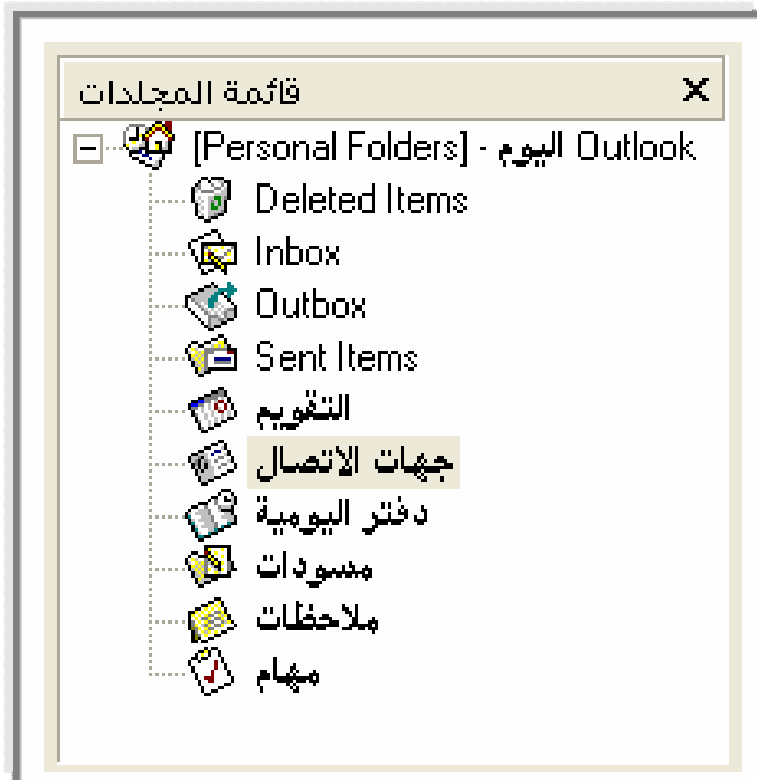 قائمة المجلدات
[Personal Folders] - اليوم Outlook
Deleted Items
Inbox
Outbox
Sent Items
التقويم
جهات الاتصال
دفتر اليومية
مسودات
ملاحظات
مهام